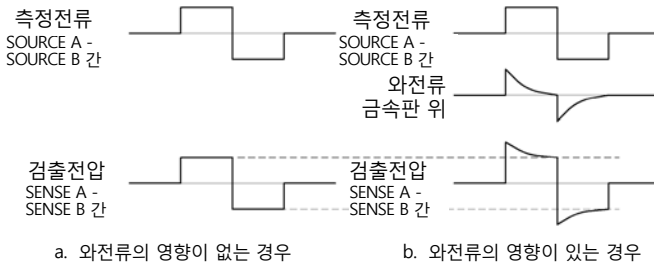 측정전류
SOURCE A -
SOURCE B 간
측정전류
SOURCE A -
SOURCE B 간
와전류
금속판 위
검출전압
SENSE A -
SENSE B 간
검출전압
SENSE A -
SENSE B 간
a. 와전류의 영향이 없는 경우
b. 와전류의 영향이 있는 경우